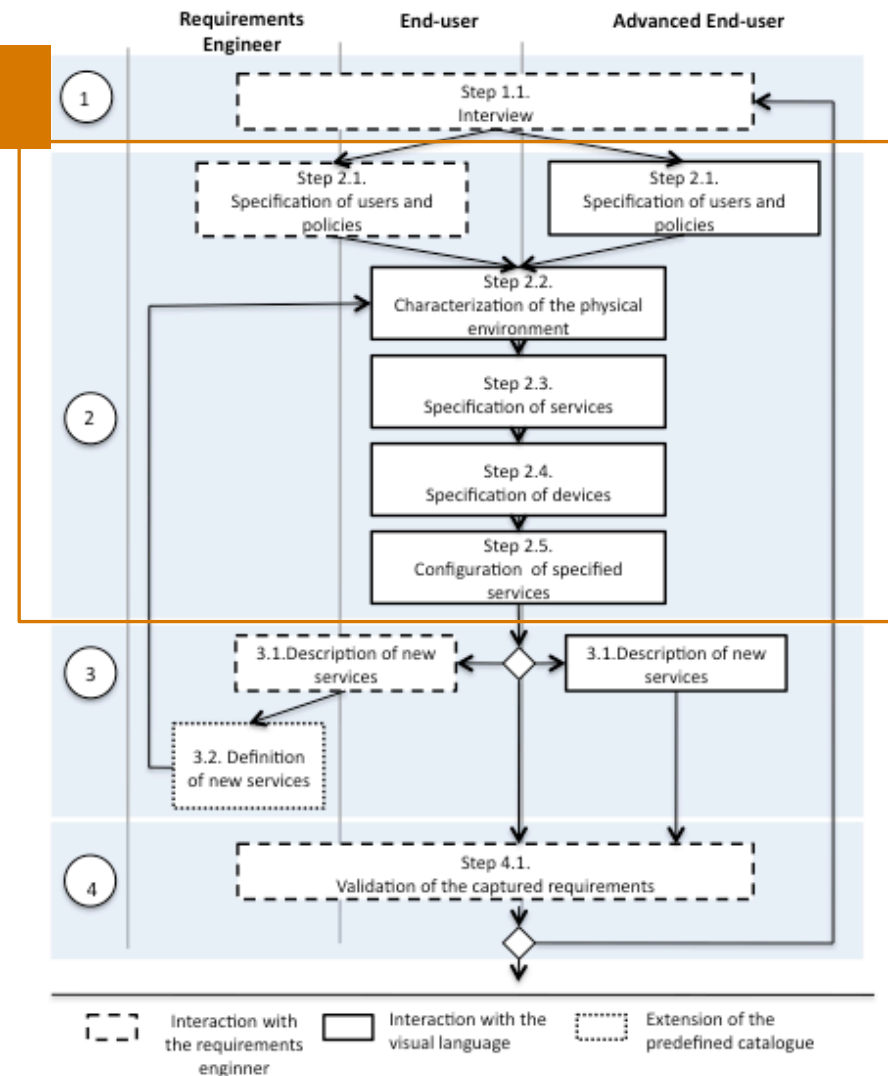 Requirements
Engineer
End-user
Advanced End-user
1
Step 1.1.
Interview
Step 2.1.
Specification of users and
policies
Step 2.1.
Specification of users and
policies
Step 2.2.
Characterization of the physical
environment
2
Step 2.3.
Specification of services
Step 2.4.
Specification of devices
Step 2.5.
Configuration of specified
services
3
3.1.Description of new
services
3.1.Description of new
services
3.2. Definition
of new services
4
Step 4.1.
Validation of the captured requirements
Interaction with
the requirements
enginner
Interaction with the
visual language
Extension of the
predefined catalogue